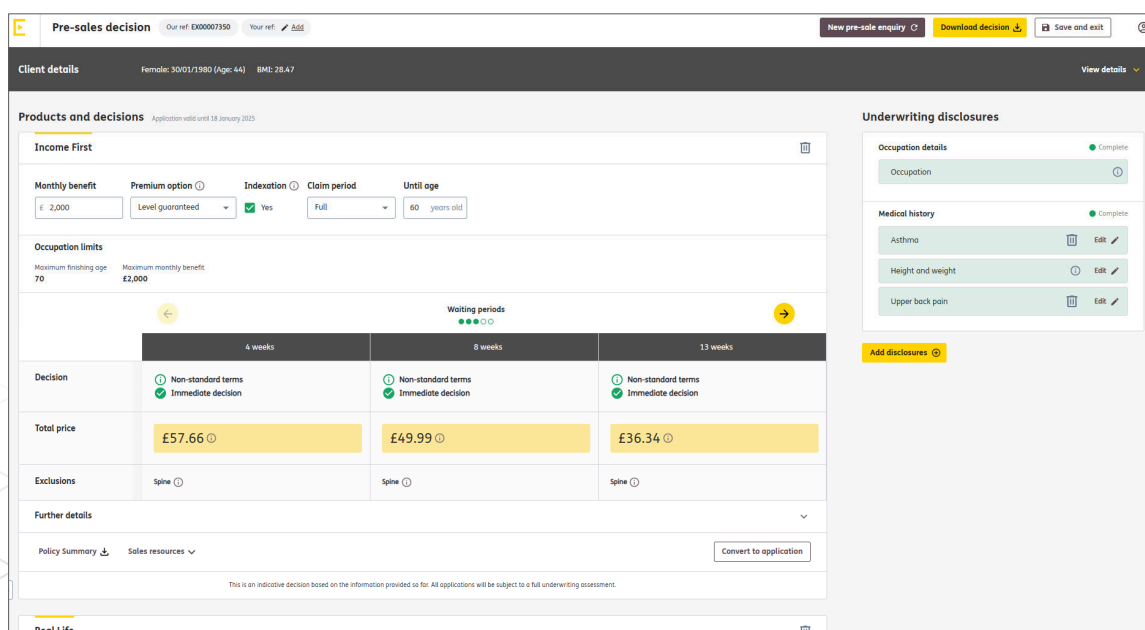 Pre-sales decision Our ref: EX00007350 Your ref: Add New pre-sale enquiry Download decision Save and exit
Client details Female: 30/01/1980 (Age: 44) BMI: 28.47 View details
Products and decisions Application valid until 18 January 2025 Underwriting disclosures
Income First
Monthly benefit Premium option Indexation Claim period Until age
£ 2,000 Level guaranteed Yes Full 60 years old
Occupation limits
Maximum finishing age Maximum monthly benefit
70 £2,000
Waiting periods
4 weeks 8 weeks 13 weeks
Decision Non-standard terms Non-standard terms Non-standard terms
Immediate decision Immediate decision Immediate decision
Total price £57.66 £49.99 £36.34
Exclusions Spine Spine Spine
Further details
Policy Summary Sales resources Convert to application
This is an indicative decision based on the information provided so far. All applications will be subject to a full underwriting assessment.
Real Life
Occupation details Complete
Occupation
Medical history Complete
Asthma Edit
Height and weight Edit
Upper back pain Edit
Add disclosures